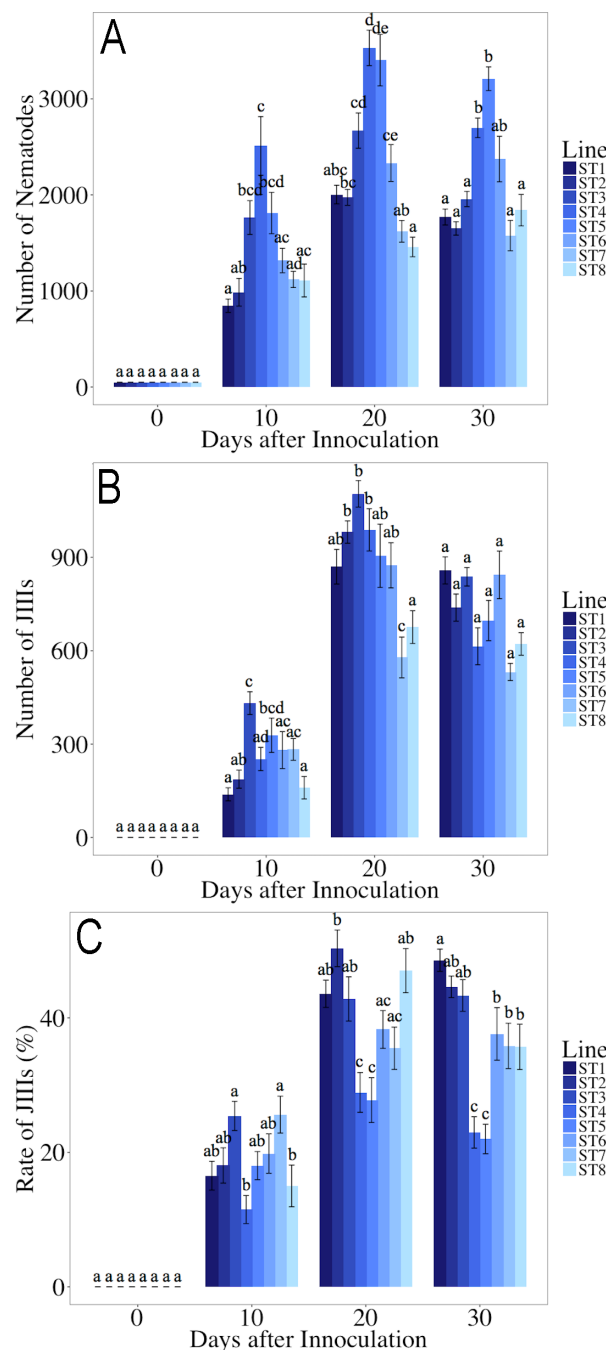 A
Number of Nematodes
3000
2000
1000
0
a a a a a a a a
a ab bcd c bcd ac ad ac
abc bc cd d de ce ab a
a a a b b ab a a
0 10 20 30
Days after Innoculation
Line
ST1
ST2
ST3
ST4
ST5
ST6
ST7
ST8
B
Number of JIIIs
900
600
300
0
a a a a a a a a
a ab c ad bcd ac ac a
ab b b b ab ab c a
a a a a a a a a
0 10 20 30
Days after Innoculation
Line
ST1
ST2
ST3
ST4
ST5
ST6
ST7
ST8
C
Rate of JIIIs (%)
40
20
0
a a a a a a a a
ab ab a b ab ab a b
ab b ab c c ac ac ab
a ab ab c c b b b
0 10 20 30
Days after Innoculation
Line
ST1
ST2
ST3
ST4
ST5
ST6
ST7
ST8